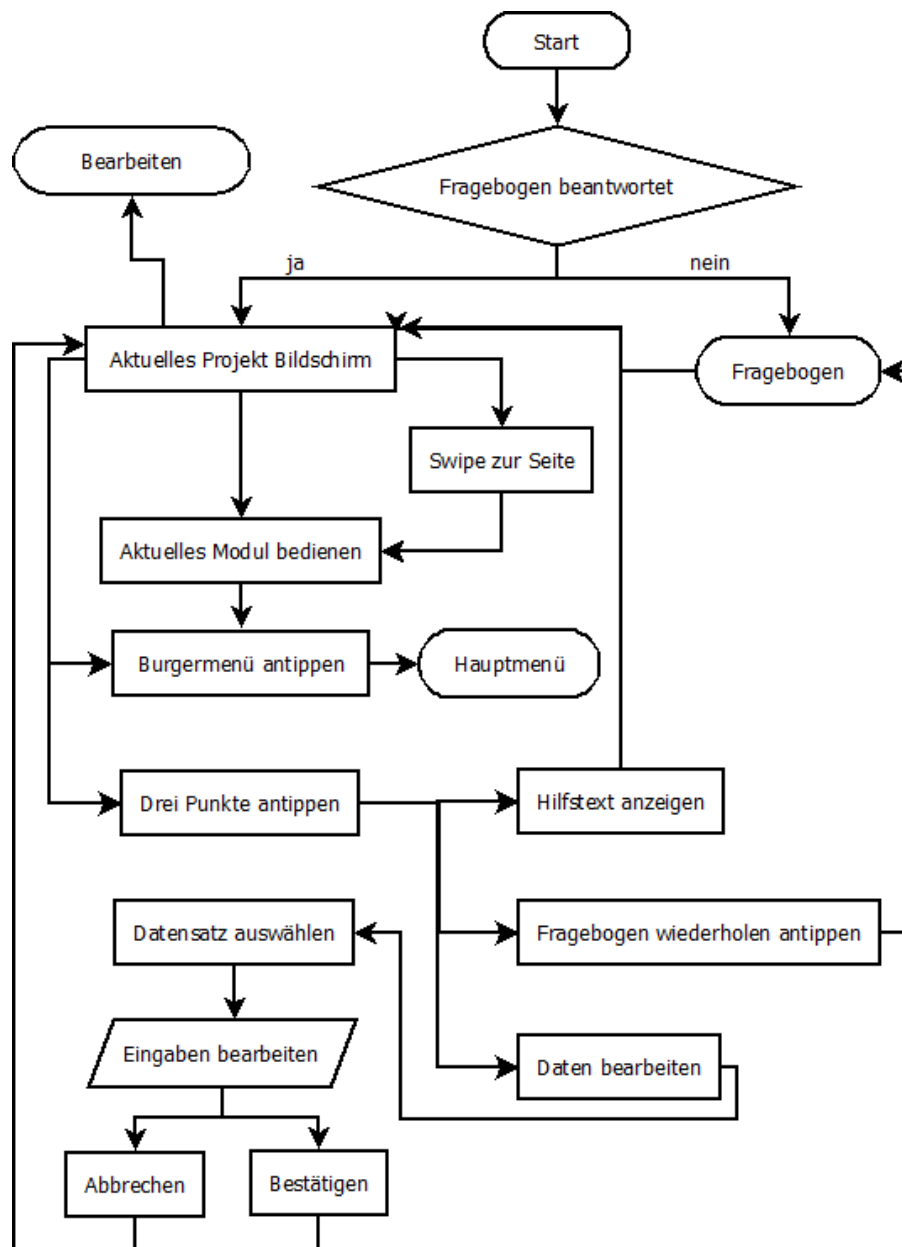 Start
Bearbeiten
Fragebogen beantwortet
ja
nein
Aktuelles Projekt Bildschirm
Fragebogen
Swipe zur Seite
Aktuelles Modul bedienen
Burgermenü antippen
Hauptmenü
Drei Punkte antippen
Hilfstext anzeigen
Datensatz auswählen
Fragebogen wiederholen antippen
Eingaben bearbeiten
Daten bearbeiten
Abbrechen
Bestätigen